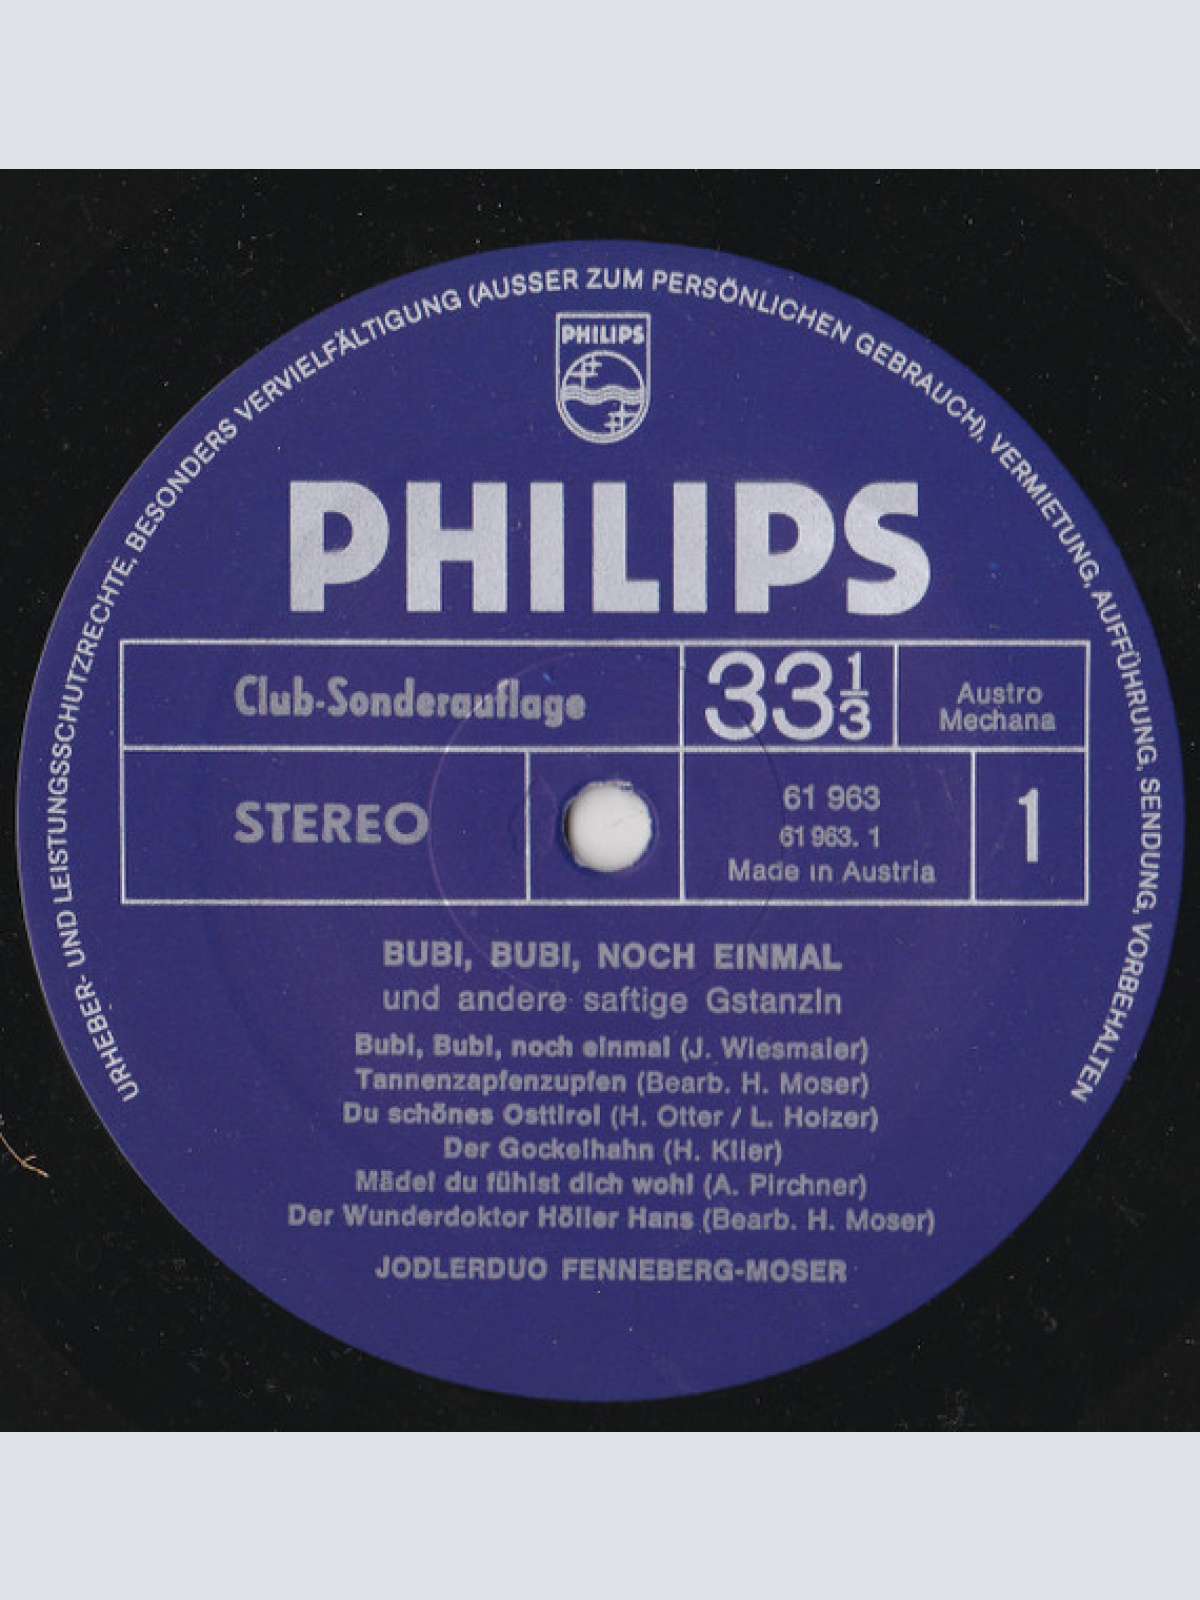 URHEBER- UND LEISTUNGSSCHUTZRECHTE, BESONDERS VERVIELFÄLTIGUNG (AUSSER ZUM PERSÖNLICHEN GEBRAUCH), VERMIETUNG, AUFFÜHRUNG, SENDUNG, VORBEHALTEN
PHILIPS
PHILIPS
Club-Sonderauflage
33 1/3
Austro
Mechana
STEREO
61 963
61 963. 1
Made in Austria
1
BUBI, BUBI, NOCH EINMAL
und andere saftige Gstanzln
Bubi, Bubi, noch einmal (J. Wiesmaier)
Tannenzapfenzupfen (Bearb. H. Moser)
Du schönes Osttirol (H. Otter / L. Holzer)
Der Gockelhahn (H. Klier)
Mädel du fühlst dich wohl (A. Pirchner)
Der Wunderdoktor Höller Hans (Bearb. H. Moser)
JODLERDUO FENNEBERG-MOSER